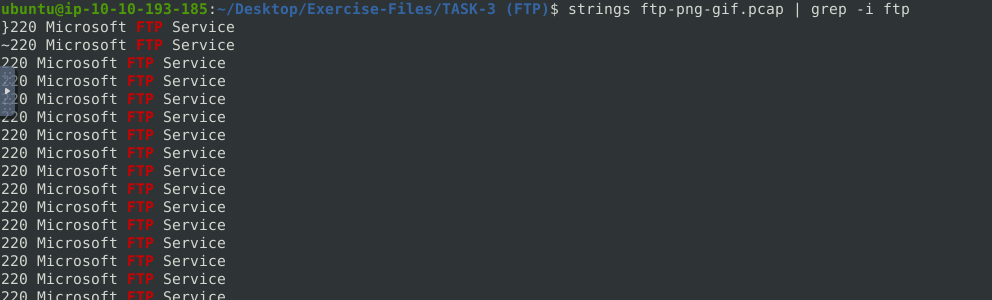 ubuntu@ip-10-10-193-185:~/Desktop/Exercise-Files/TASK-3 (FTP)$ strings ftp-png-gif.pcap | grep -i ftp
}220 Microsoft FTP Service
~220 Microsoft FTP Service
220 Microsoft FTP Service
220 Microsoft FTP Service
220 Microsoft FTP Service
220 Microsoft FTP Service
220 Microsoft FTP Service
220 Microsoft FTP Service
220 Microsoft FTP Service
220 Microsoft FTP Service
220 Microsoft FTP Service
220 Microsoft FTP Service
220 Microsoft FTP Service
220 Microsoft FTP Service
220 Microsoft FTP Service
220 Microsoft FTP Service